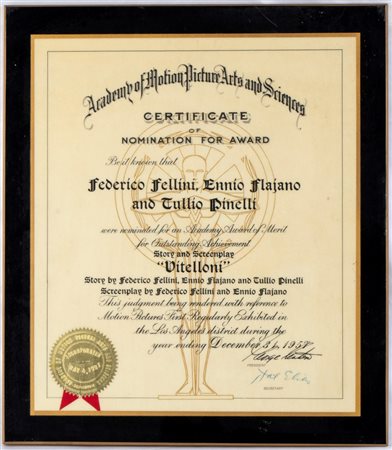 Academy of Motion Picture Arts and Sciences
CERTIFICATE
OF
NOMINATION FOR AWARD
Be it known that
Federico Fellini, Ennio Flajano
and Tullio Pinelli
were nominated for an Academy Award of Merit
for Outstanding Achievement
Story and Screenplay
"Vitelloni"
Story by Federico Fellini, Ennio Flajano and Tullio Pinelli
Screenplay by Federico Fellini and Ennio Flajano
This judgment being rendered with reference to
Motion Pictures First Regularly Exhibited in
the Los Angeles district during the
year ending December 31, 1957
PRESIDENT
SECRETARY
INCORPORATED
MAY 4, 1927